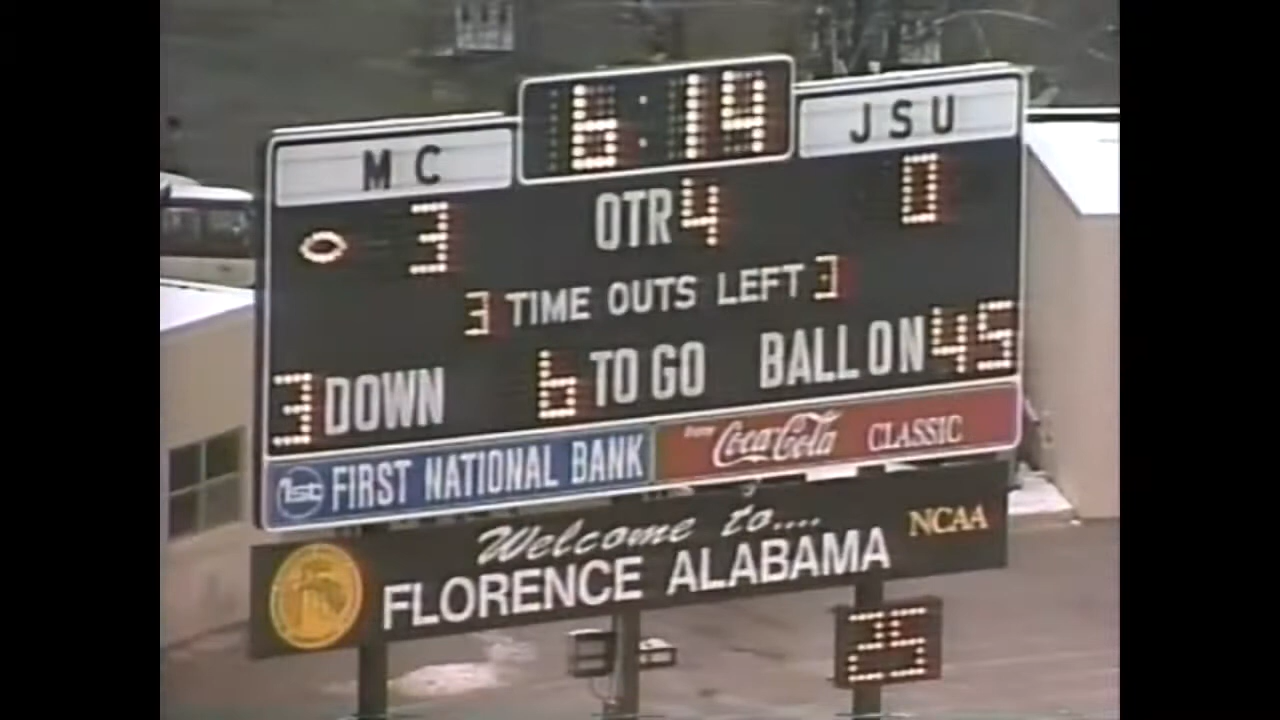 6:14
MC JSU
3 QTR 4 0
3 TIME OUTS LEFT 3
3 DOWN 6 TO GO BALL ON 45
1st FIRST NATIONAL BANK Coca-Cola CLASSIC
Welcome to....
NCAA
FLORENCE ALABAMA
25